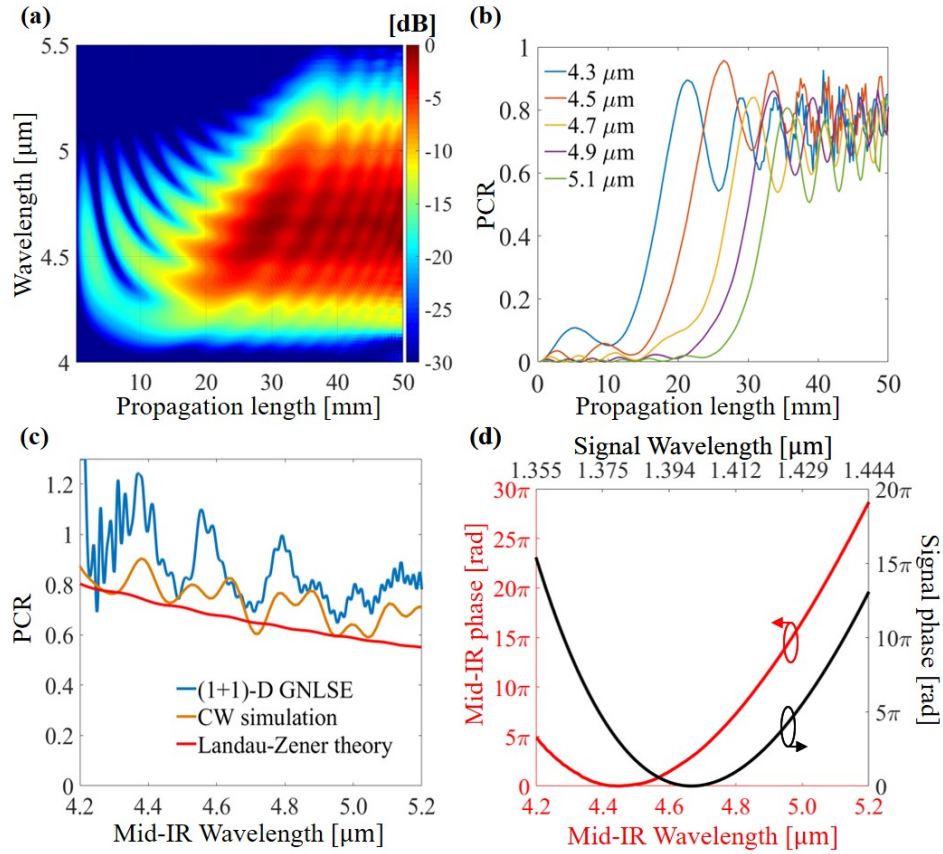 (a)
[dB]
Wavelength [μm]
5.5
5
4.5
4
10
20
30
40
50
Propagation length [mm]
0
-5
-10
-15
-20
-25
-30
(b)
PCR
1
0.8
0.6
0.4
0.2
0
4.3 μm
4.5 μm
4.7 μm
4.9 μm
5.1 μm
0
10
20
30
40
50
Propagation length [mm]
(c)
PCR
1.2
1
0.8
0.6
0.4
0.2
0
(1+1)-D GNLSE
CW simulation
Landau-Zener theory
4.2
4.4
4.6
4.8
5.0
5.2
Mid-IR Wavelength [μm]
(d)
Signal Wavelength [μm]
1.355
1.375
1.394
1.412
1.429
1.444
Mid-IR phase [rad]
30π
25π
20π
15π
10π
5π
0
20π
15π
10π
5π
0
Signal phase [rad]
4.2
4.4
4.6
4.8
5.0
5.2
Mid-IR Wavelength [μm]